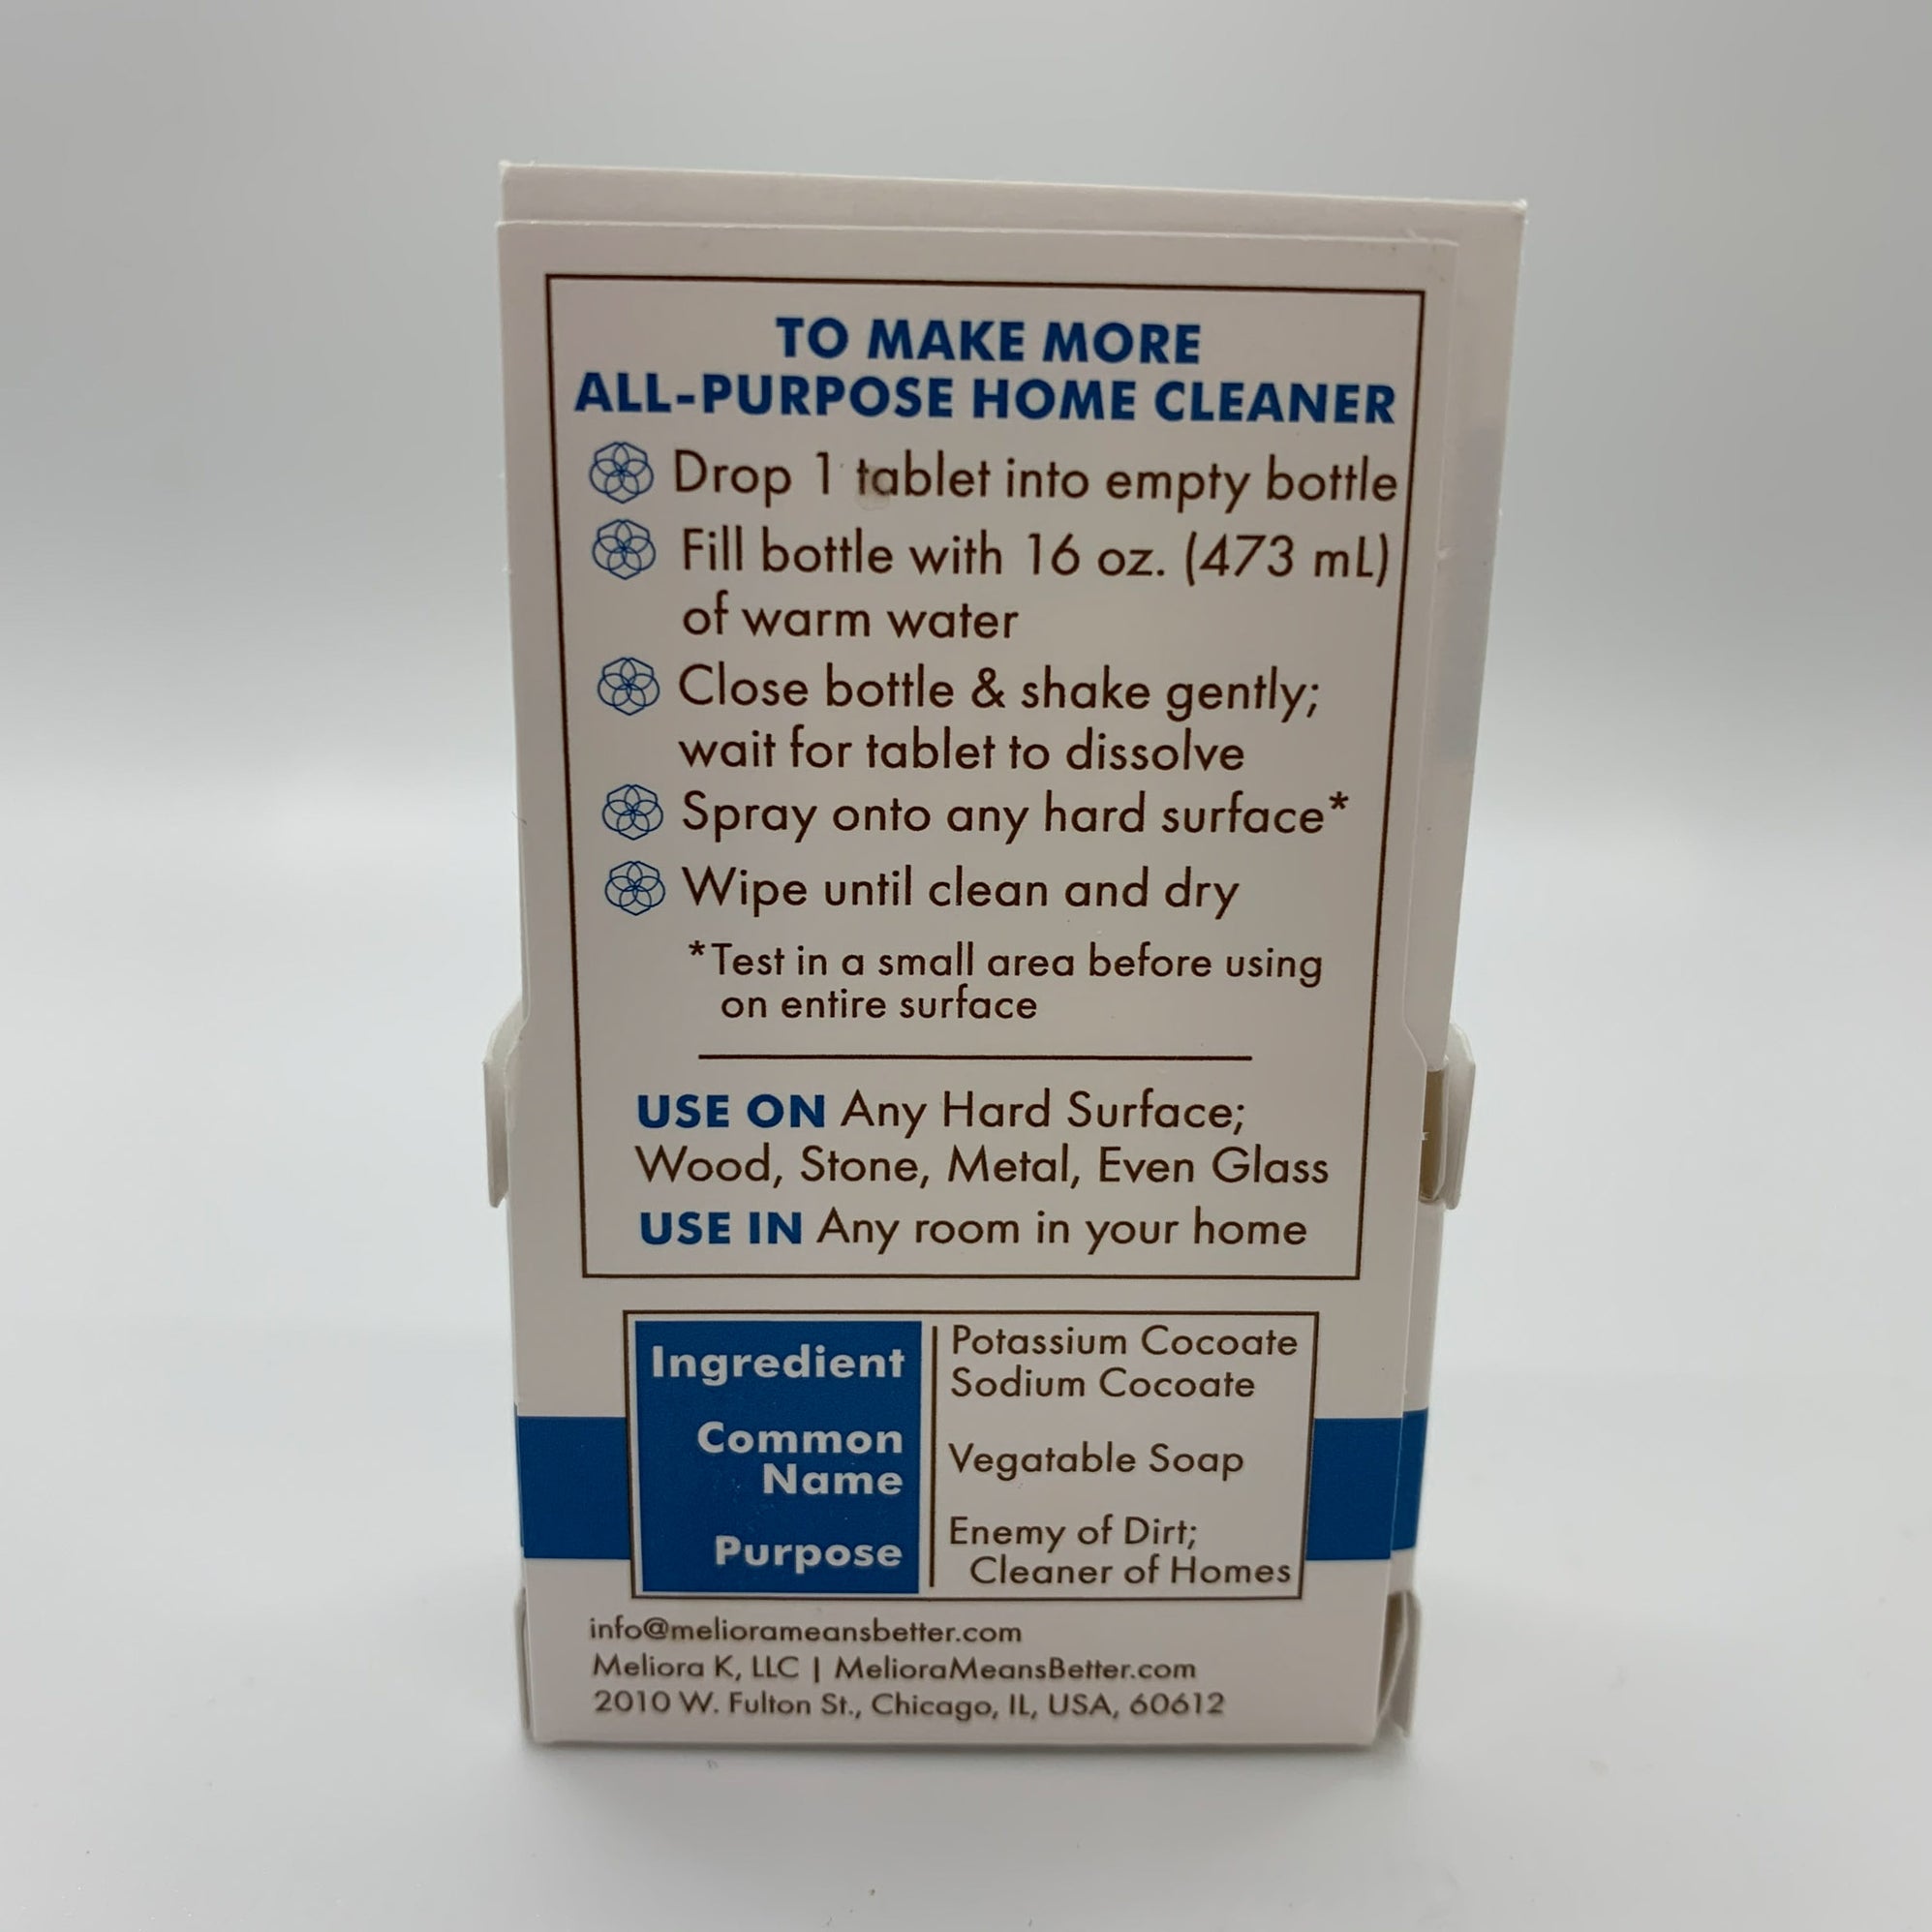 TO MAKE MORE
ALL-PURPOSE HOME CLEANER
Drop 1 tablet into empty bottle
Fill bottle with 16 oz. (473 mL)
of warm water
Close bottle & shake gently;
wait for tablet to dissolve
Spray onto any hard surface*
Wipe until clean and dry
*Test in a small area before using
on entire surface
USE ON Any Hard Surface;
Wood, Stone, Metal, Even Glass
USE IN Any room in your home
Ingredient
Potassium Cocoate
Sodium Cocoate
Common
Name
Vegatable Soap
Purpose
Enemy of Dirt;
Cleaner of Homes
info@meliorameansbetter.com
Meliora K, LLC | MelioraMeansBetter.com
2010 W. Fulton St., Chicago, IL, USA, 60612